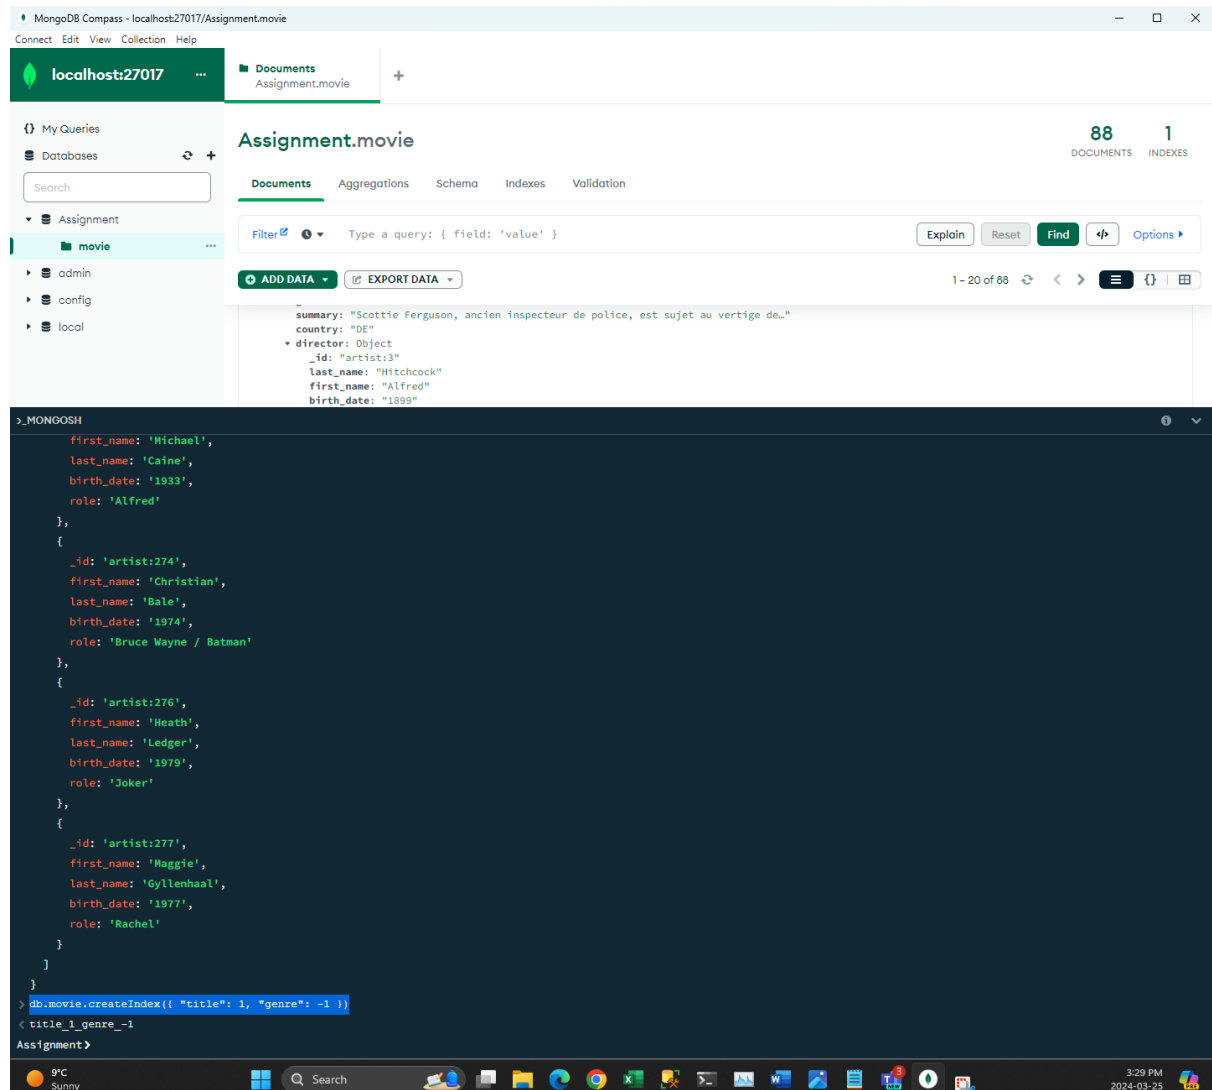 MongoDB Compass - localhost:27017/Assignment.movie
Connect Edit View Collection Help
localhost:27017 ...
Documents
Assignment.movie
+
{} My Queries
Databases
Search
Assignment
movie ...
admin
config
local
Assignment.movie
88
DOCUMENTS
1
INDEXES
Documents Aggregations Schema Indexes Validation
Filter Type a query: { field: 'value' } Explain Reset Find </> Options
ADD DATA EXPORT DATA 1 – 20 of 88 {}
summary: "Scottie Ferguson, ancien inspecteur de police, est sujet au vertige de…"
country: "DE"
director: Object
_id: "artist:3"
last_name: "Hitchcock"
first_name: "Alfred"
birth_date: "1899"
>_MONGOSH
first_name: 'Michael',
last_name: 'Caine',
birth_date: '1933',
role: 'Alfred'
},
{
_id: 'artist:274',
first_name: 'Christian',
last_name: 'Bale',
birth_date: '1974',
role: 'Bruce Wayne / Batman'
},
{
_id: 'artist:276',
first_name: 'Heath',
last_name: 'Ledger',
birth_date: '1979',
role: 'Joker'
},
{
_id: 'artist:277',
first_name: 'Maggie',
last_name: 'Gyllenhaal',
birth_date: '1977',
role: 'Rachel'
}
]
}
> db.movie.createIndex({ "title": 1, "genre": -1 })
< title_1_genre_-1
Assignment>
9°C
Sunny
Search
3
3:29 PM
2024-03-25